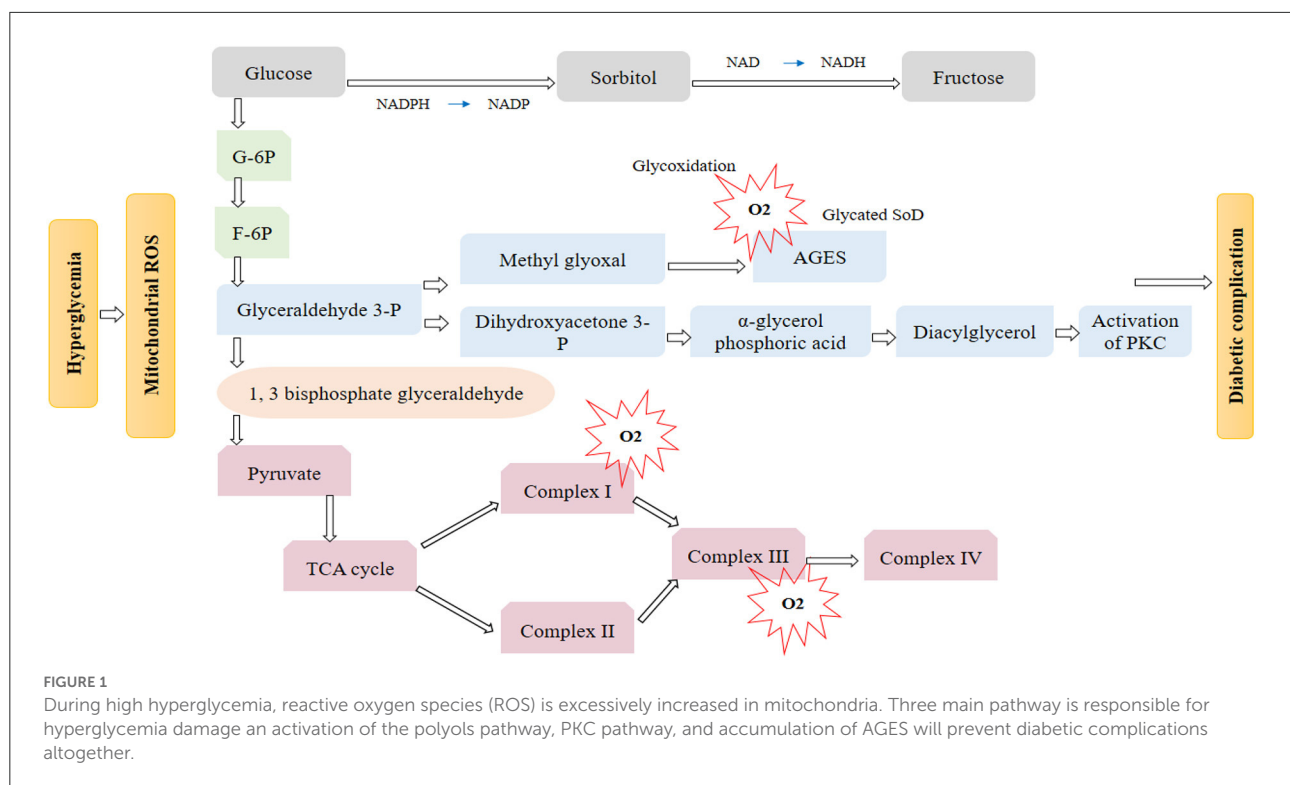 Glucose
Sorbitol
Fructose
NADPH → NADP
NAD → NADH
G-6P
F-6P
Hyperglycemia
Mitochondrial ROS
Glyceraldehyde 3-P
Methyl glyoxal
Glycoxidation
O2
Glycated SoD
AGES
Dihydroxyacetone 3-
P
α-glycerol
phosphoric acid
Diacylglycerol
Activation
of PKC
Diabetic complication
1, 3 bisphosphate glyceraldehyde
Pyruvate
TCA cycle
O2
Complex I
Complex II
Complex III
O2
Complex IV
FIGURE 1
During high hyperglycemia, reactive oxygen species (ROS) is excessively increased in mitochondria. Three main pathway is responsible for
hyperglycemia damage an activation of the polyols pathway, PKC pathway, and accumulation of AGES will prevent diabetic complications
altogether.